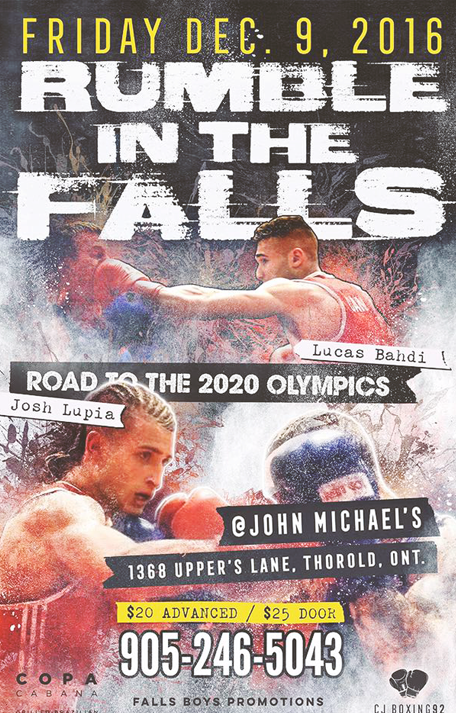 FRIDAY DEC. 9, 2016
RUMBLE
IN THE
FALLS
Lucas Bahdi
ROAD TO THE 2020 OLYMPICS
Josh Lupia
@JOHN MICHAEL'S
1368 UPPER'S LANE, THOROLD, ONT.
$20 ADVANCED / $25 DOOR
905-246-5043
COPA
CABANA
GRILLED BRAZILIAN
FALLS BOYS PROMOTIONS
CJ BOXING92